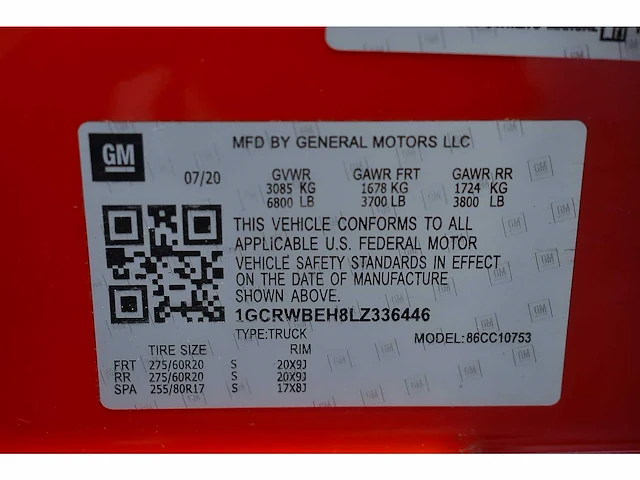 GM
MFD BY GENERAL MOTORS LLC
07/20
GVWR GAWR FRT GAWR RR
3085 KG 1678 KG 1724 KG
6800 LB 3700 LB 3800 LB
THIS VEHICLE CONFORMS TO ALL
APPLICABLE U.S. FEDERAL MOTOR
VEHICLE SAFETY STANDARDS IN EFFECT
ON THE DATE OF MANUFACTURE
SHOWN ABOVE.
1GCRWBEH8LZ336446
TYPE:TRUCK
MODEL:86CC10753
TIRE SIZE RIM
FRT 275/60R20 S 20X9J
RR 275/60R20 S 20X9J
SPA 255/80R17 S 17X8J